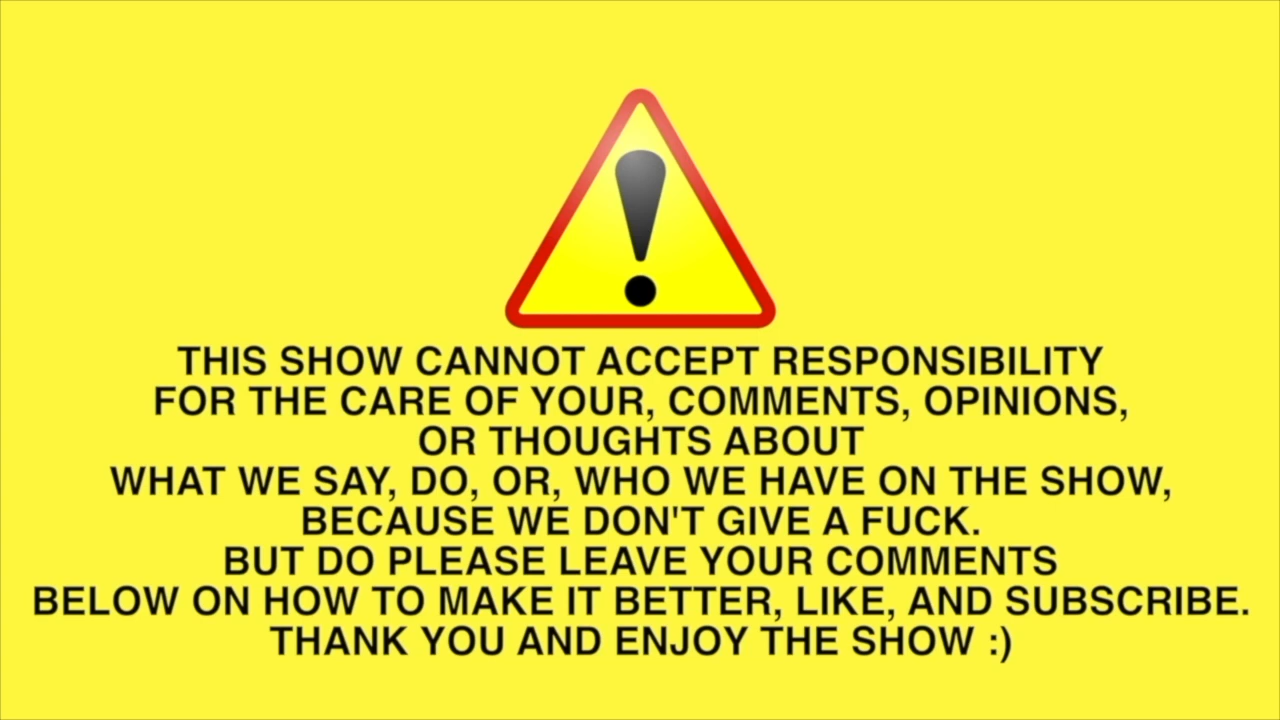 THIS SHOW CANNOT ACCEPT RESPONSIBILITY
FOR THE CARE OF YOUR, COMMENTS, OPINIONS,
OR THOUGHTS ABOUT
WHAT WE SAY, DO, OR, WHO WE HAVE ON THE SHOW,
BECAUSE WE DON'T GIVE A FUCK.
BUT DO PLEASE LEAVE YOUR COMMENTS
BELOW ON HOW TO MAKE IT BETTER, LIKE, AND SUBSCRIBE.
THANK YOU AND ENJOY THE SHOW :)